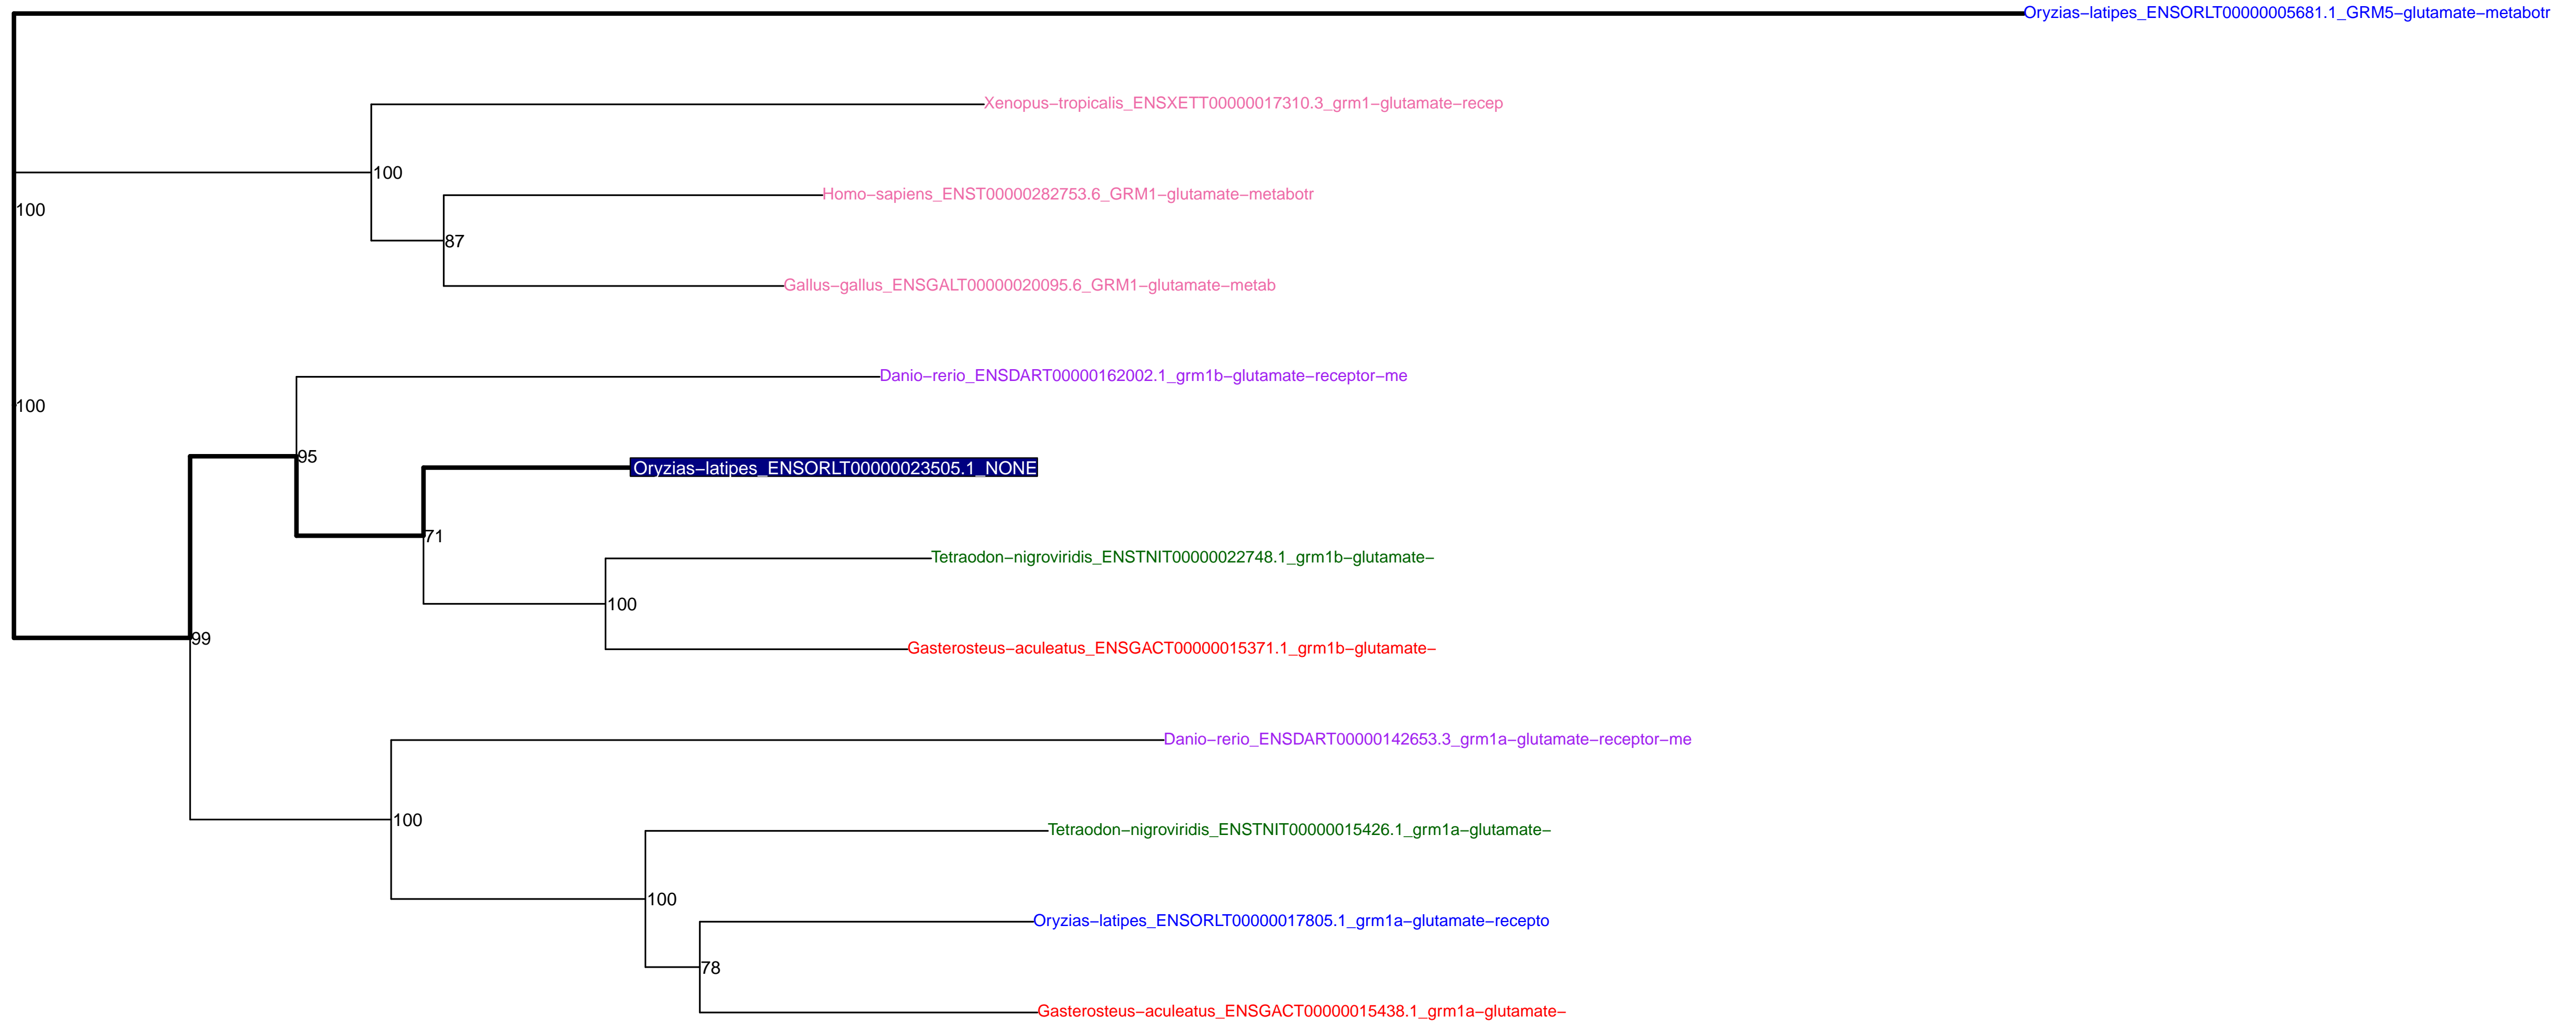 Oryzias−latipes_ENSORLT00000005681.1_GRM5−glutamate−metabotr
Xenopus−tropicalis_ENSXETT00000017310.3_grm1−glutamate−recep
100
Homo−sapiens_ENST00000282753.6_GRM1−glutamate−metabotr
100
87
Gallus−gallus_ENSGALT00000020095.6_GRM1−glutamate−metab
Danio−rerio_ENSDART00000162002.1_grm1b−glutamate−receptor−me
100
95
Oryzias−latipes_ENSORLT00000023505.1_NONE
71
Tetraodon−nigroviridis_ENSTNIT00000022748.1_grm1b−glutamate−
100
99
Gasterosteus−aculeatus_ENSGACT00000015371.1_grm1b−glutamate−
Danio−rerio_ENSDART00000142653.3_grm1a−glutamate−receptor−me
100
Tetraodon−nigroviridis_ENSTNIT00000015426.1_grm1a−glutamate−
100
Oryzias−latipes_ENSORLT00000017805.1_grm1a−glutamate−recepto
78
Gasterosteus−aculeatus_ENSGACT00000015438.1_grm1a−glutamate−